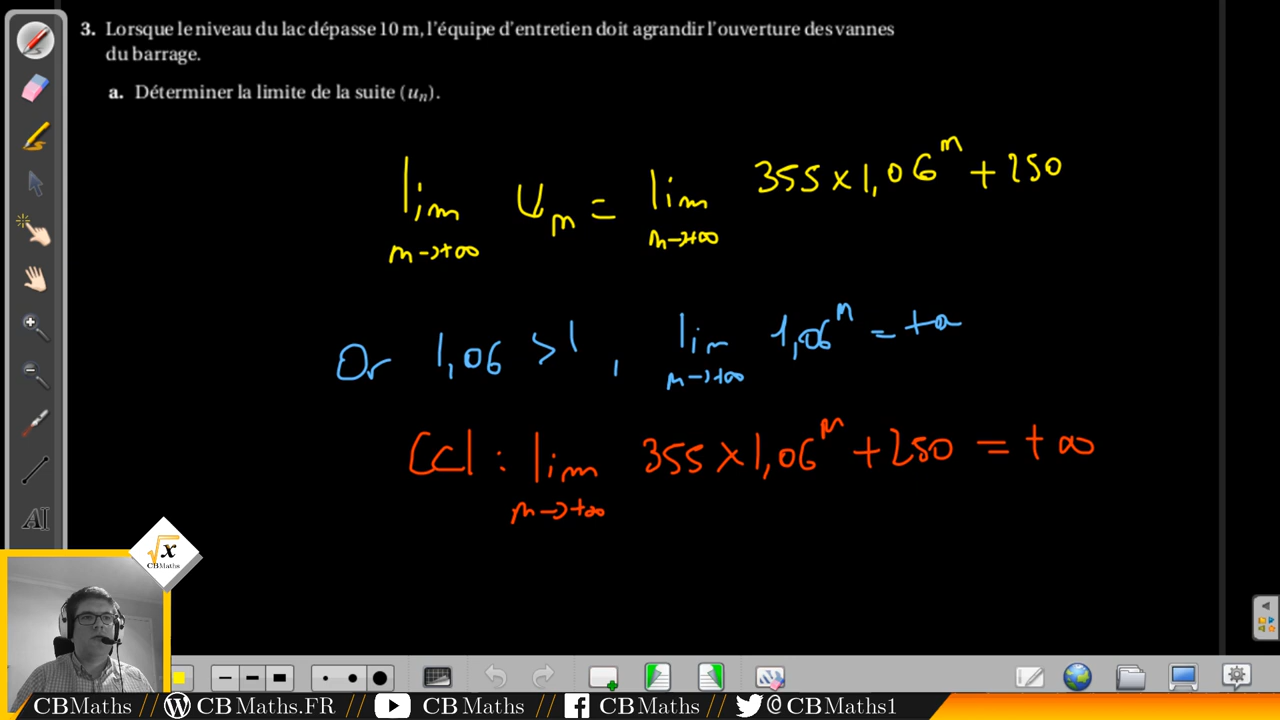 3. Lorsque le niveau du lac dépasse 10 m, l'équipe d'entretien doit agrandir l'ouverture des vannes
du barrage.
a. Déterminer la limite de la suite (uₙ).
lim uₙ = lim 355 × 1,06ⁿ + 250
n→+∞ n→+∞
Or 1,06 > 1, lim 1,06ⁿ = +∞
n→+∞
CCl : lim 355 × 1,06ⁿ + 250 = +∞
n→+∞
AI
√x
CBMaths
CBMaths CBMaths.FR CBMaths CBMaths @CBMaths1